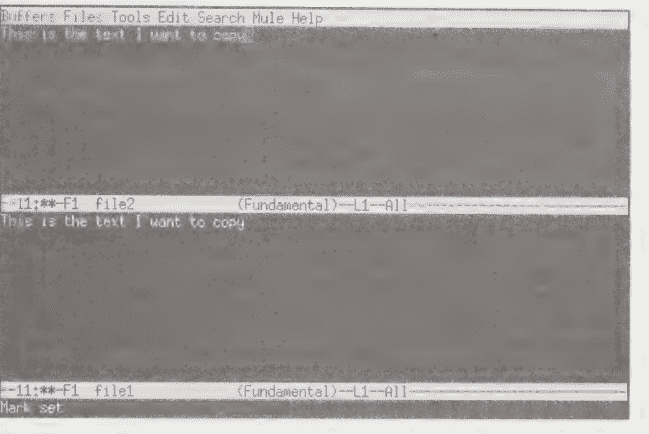 Buffers Files Tools Edit Search Mule Help
This is the text I want to copy
--11:**-F1 file2 (Fundamental)--L1--All----------------
This is the text I want to copy
--11:**-F1 file1 (Fundamental)--L1--All----------------
Mark set